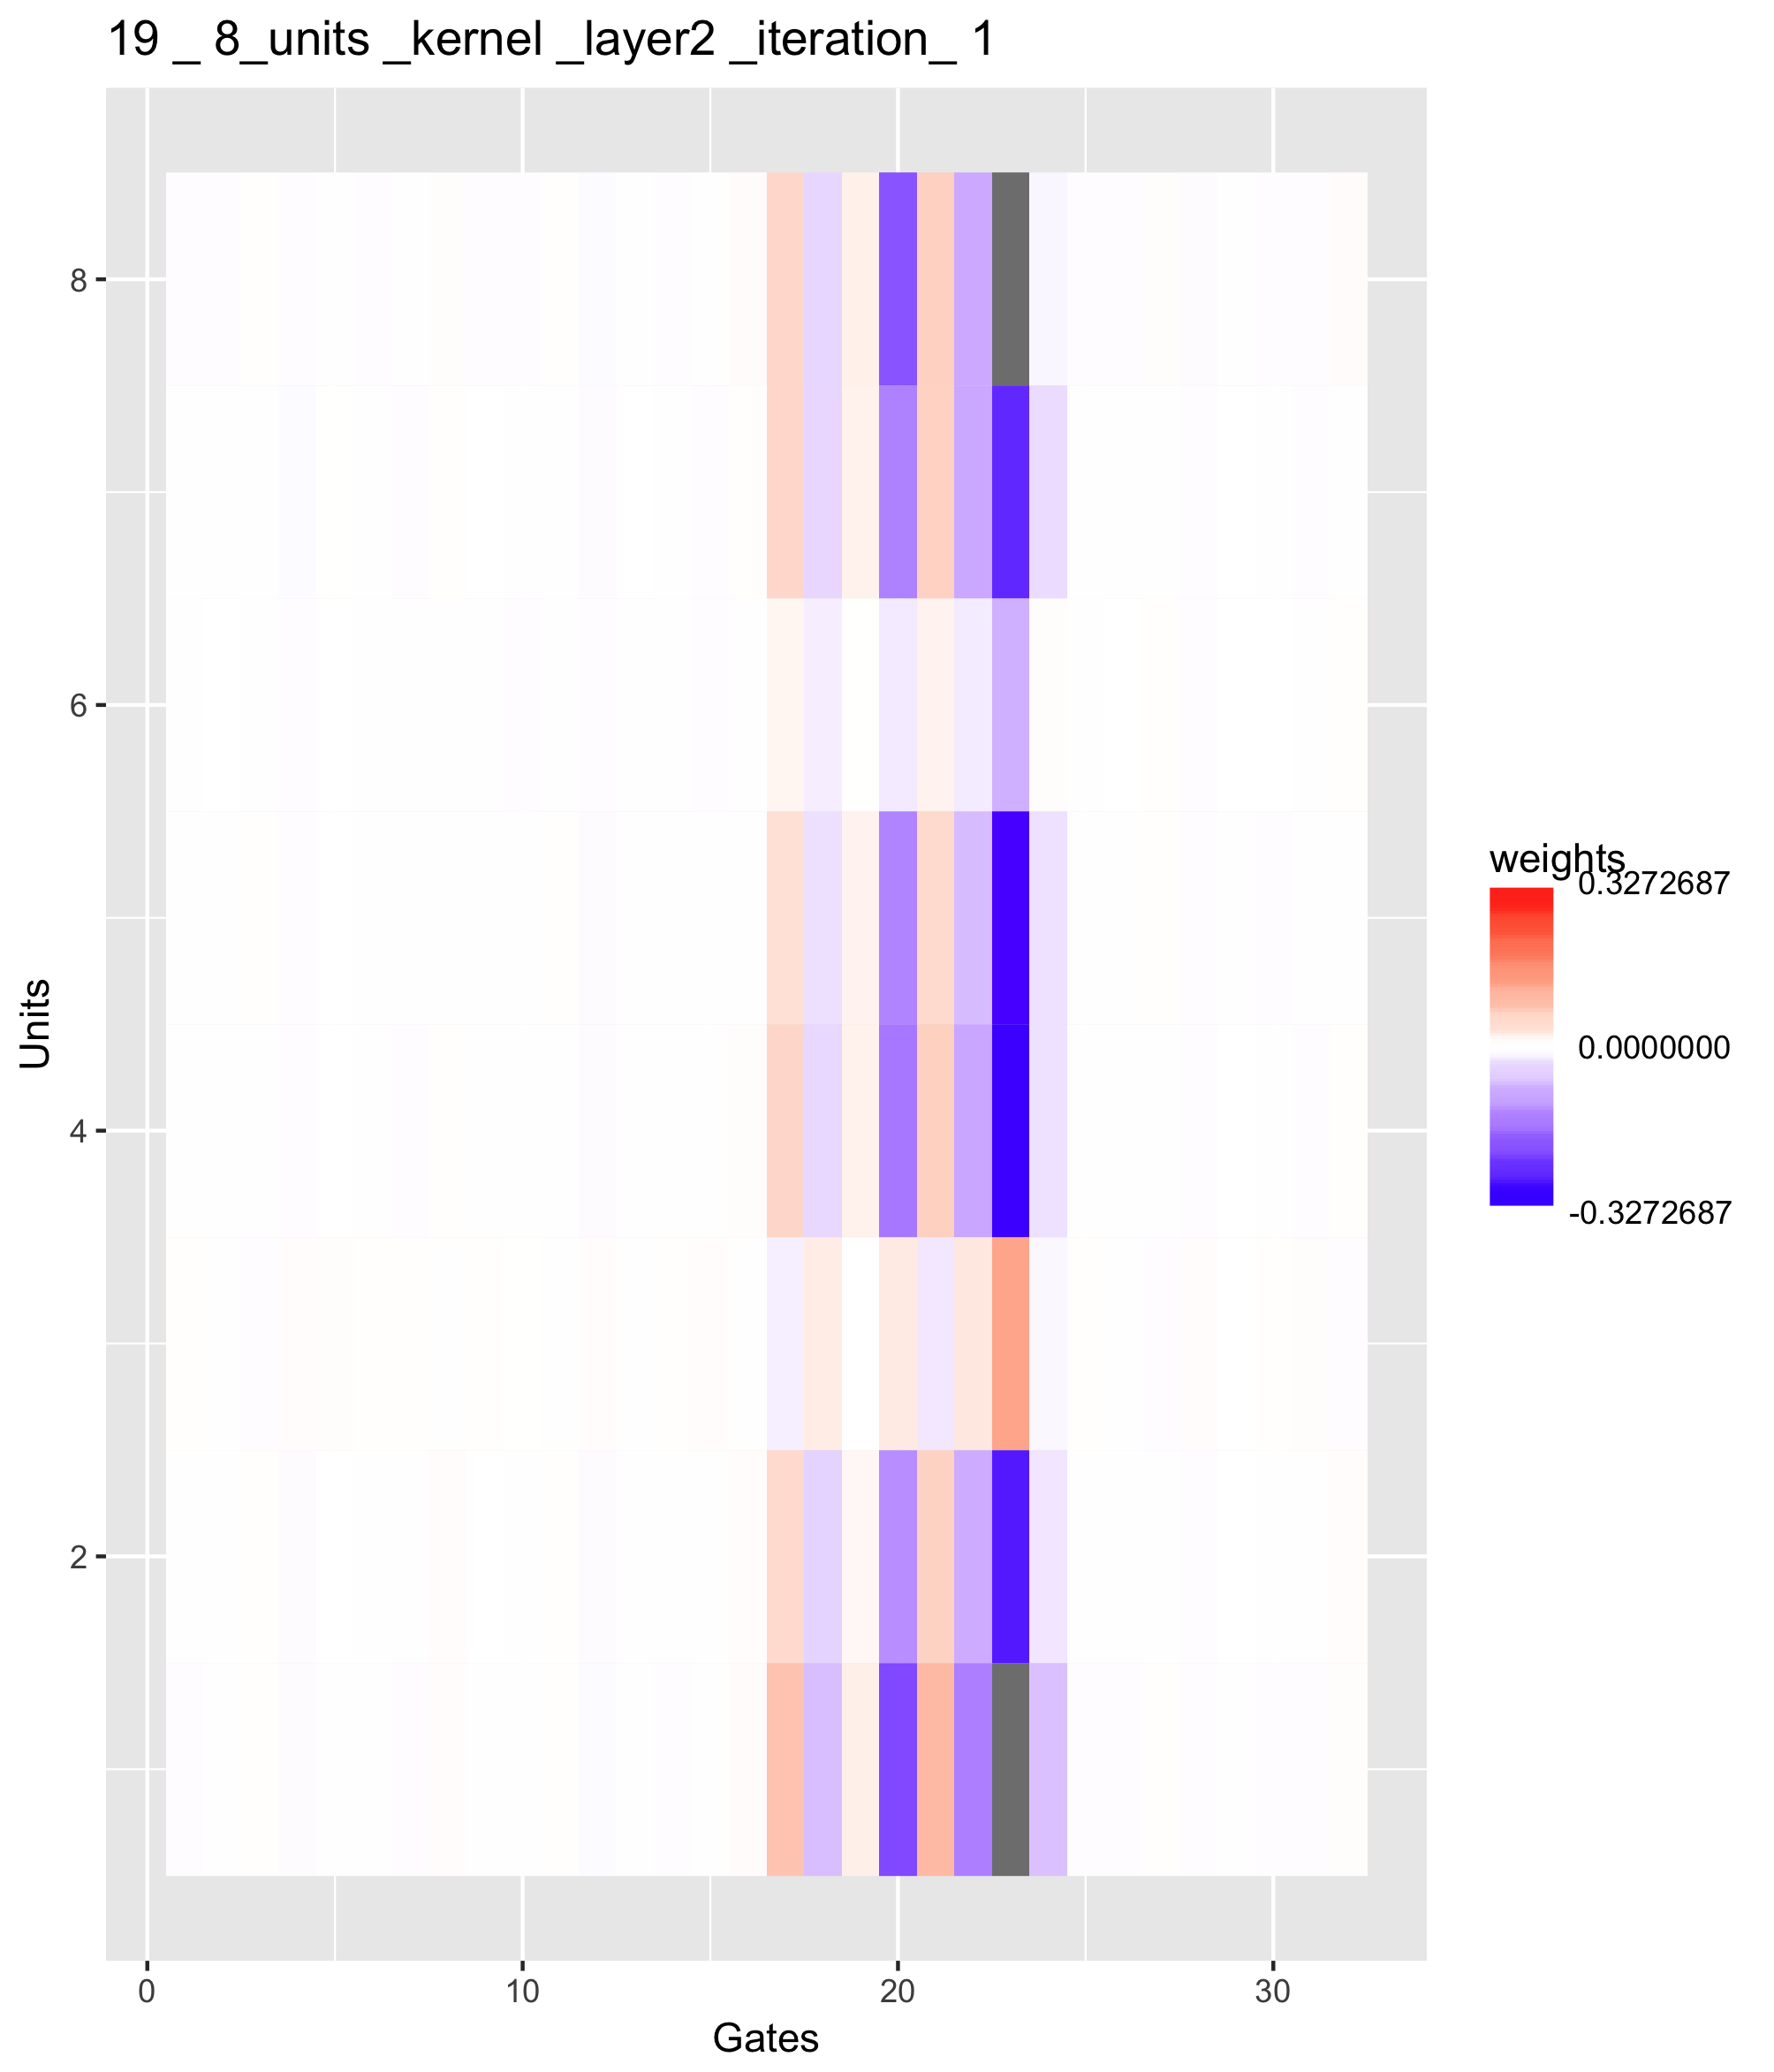 19 _ 8_units _kernel _layer2 _iteration_ 1
8
6
4
2
Units
0 10 20 30
Gates
weights
0.3272687
0.0000000
-0.3272687